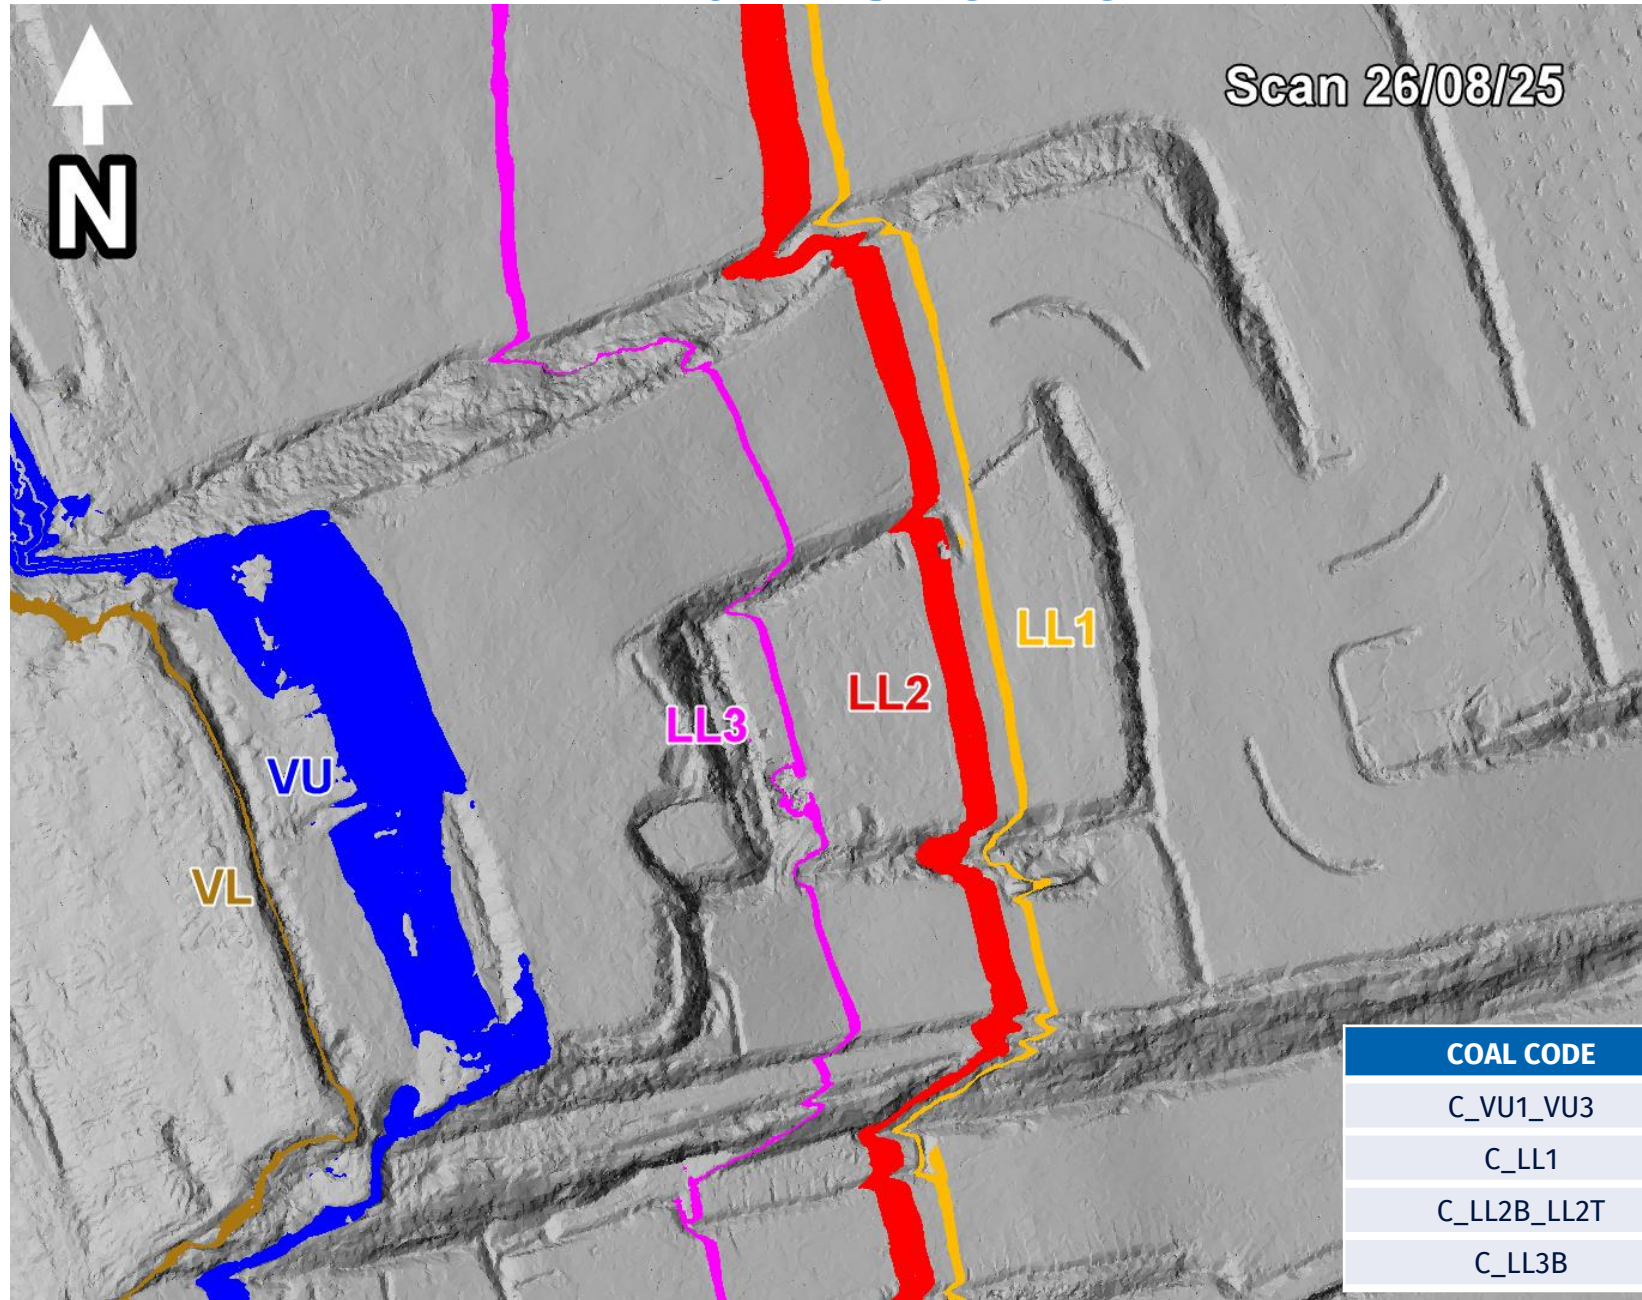 Scan 26/08/25
N
LL1
LL2
LL3
VU
VL
COAL CODE
C_VU1_VU3
C_LL1
C_LL2B_LL2T
C_LL3B